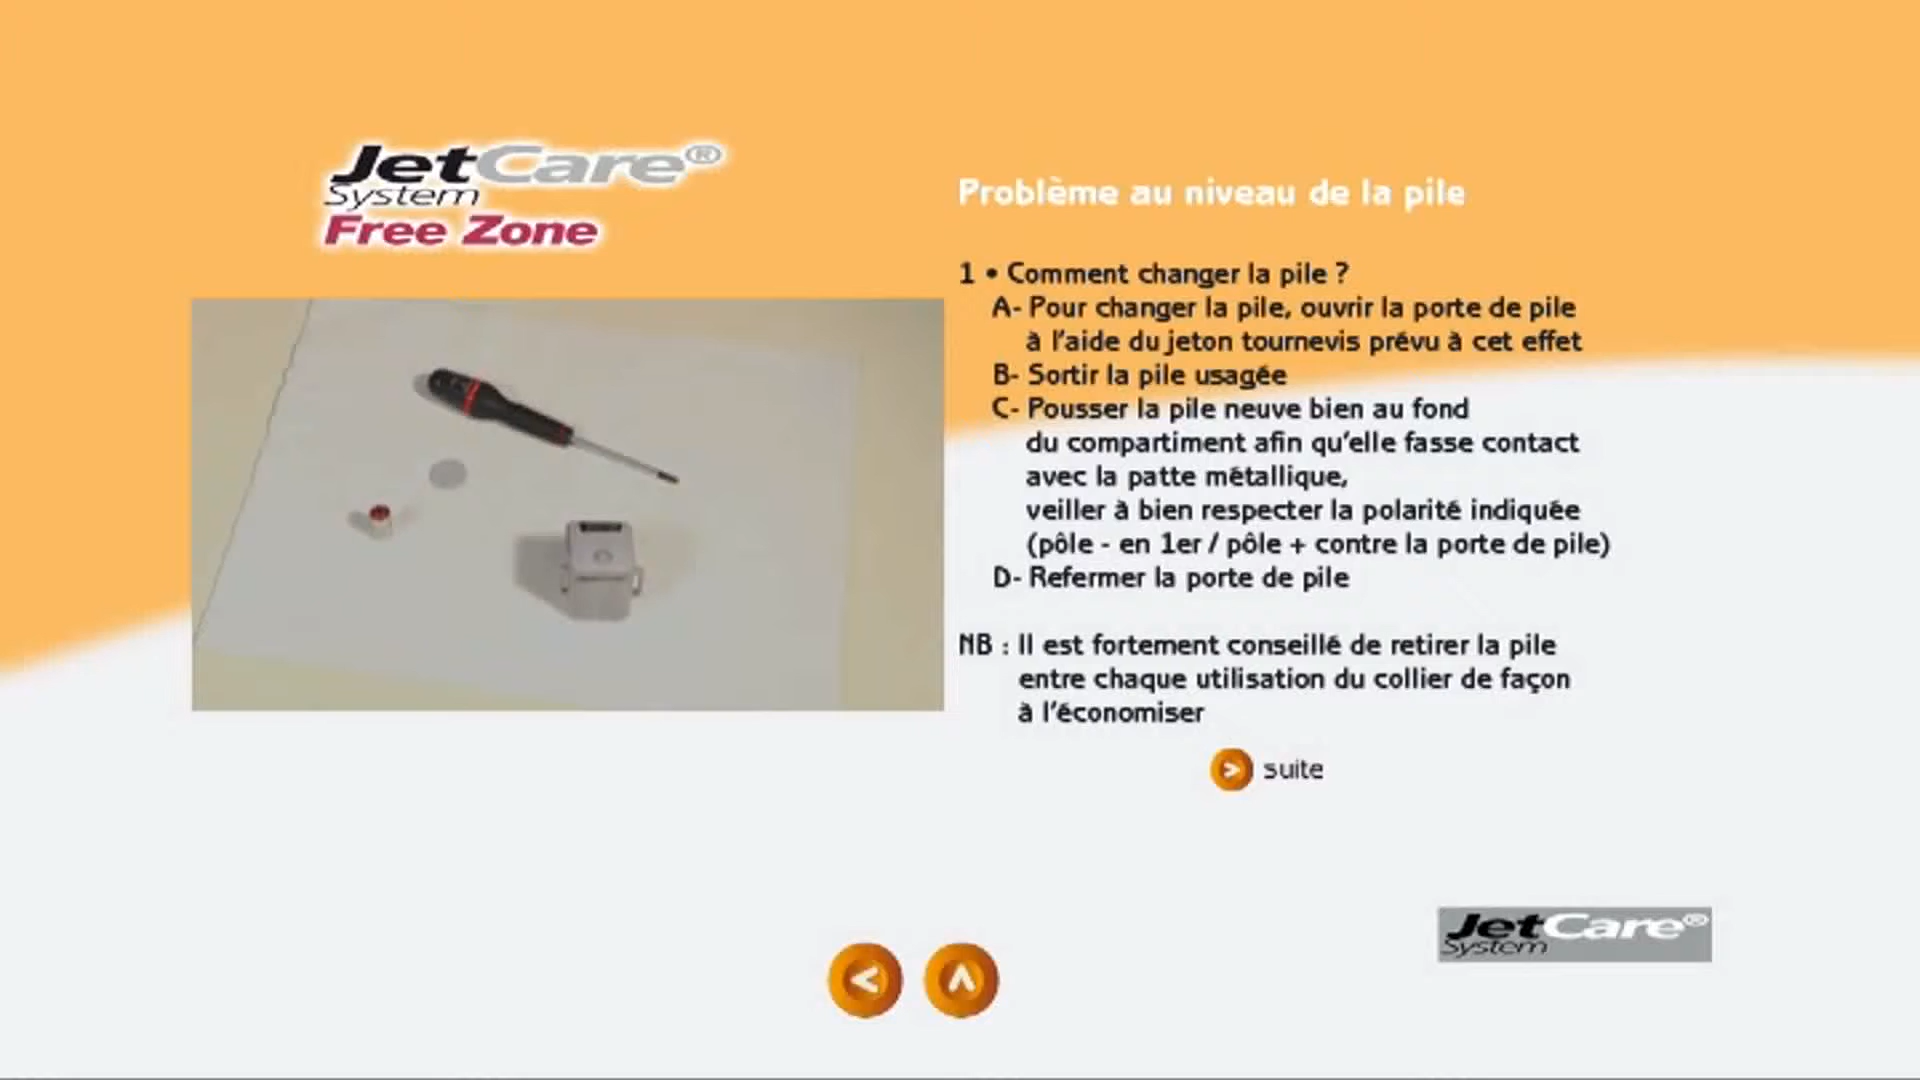 JetCare®
System
Free Zone
Problème au niveau de la pile
1 • Comment changer la pile ?
A- Pour changer la pile, ouvrir la porte de pile
à l'aide du jeton tournevis prévu à cet effet
B- Sortir la pile usagée
C- Pousser la pile neuve bien au fond
du compartiment afin qu'elle fasse contact
avec la patte métallique,
veiller à bien respecter la polarité indiquée
(pôle - en 1er / pôle + contre la porte de pile)
D- Refermer la porte de pile
NB : Il est fortement conseillé de retirer la pile
entre chaque utilisation du collier de façon
à l'économiser
> suite
JetCare®
System